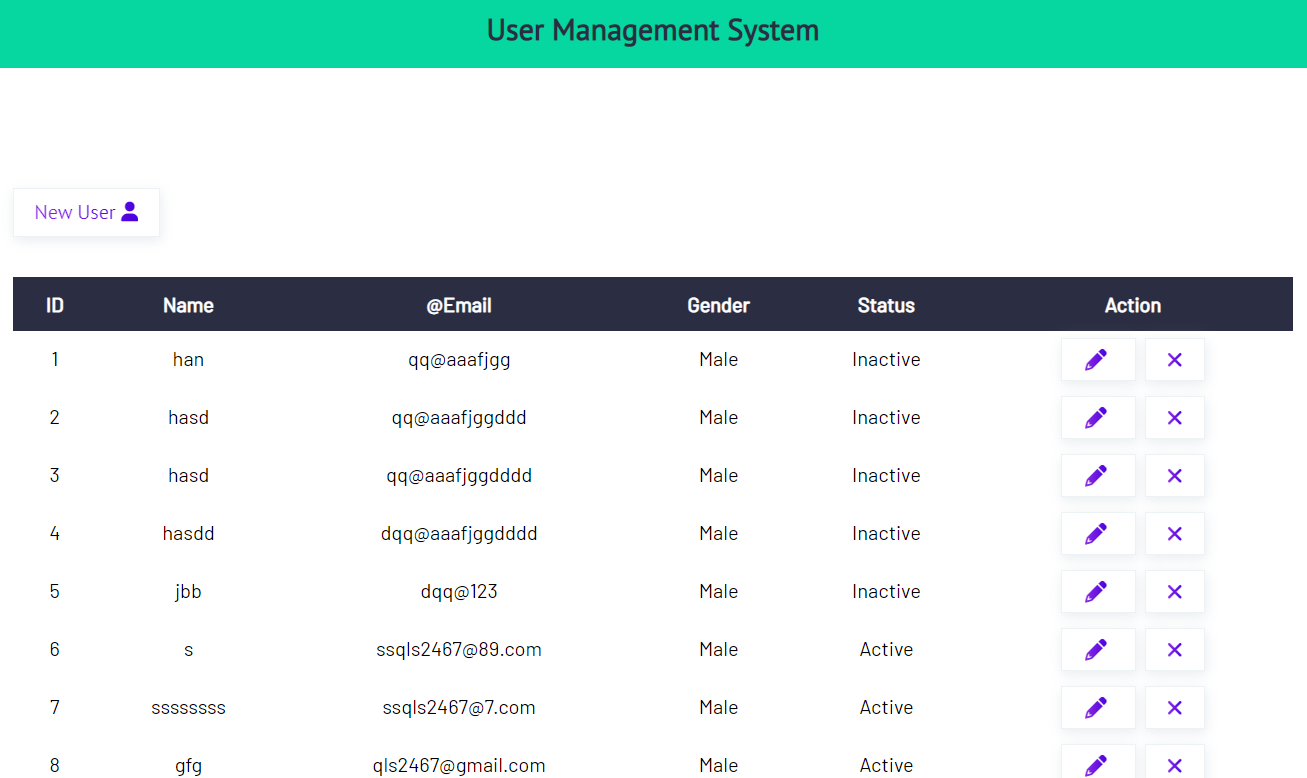 User Management System
New User
ID Name @Email Gender Status Action
1 han qq@aaafjgg Male Inactive
2 hasd qq@aaafjggddd Male Inactive
3 hasd qq@aaafjggdddd Male Inactive
4 hasdd dqq@aaafjggdddd Male Inactive
5 jbb dqq@123 Male Inactive
6 s ssqls2467@89.com Male Active
7 ssssssss ssqls2467@7.com Male Active
8 gfg qls2467@gmail.com Male Active